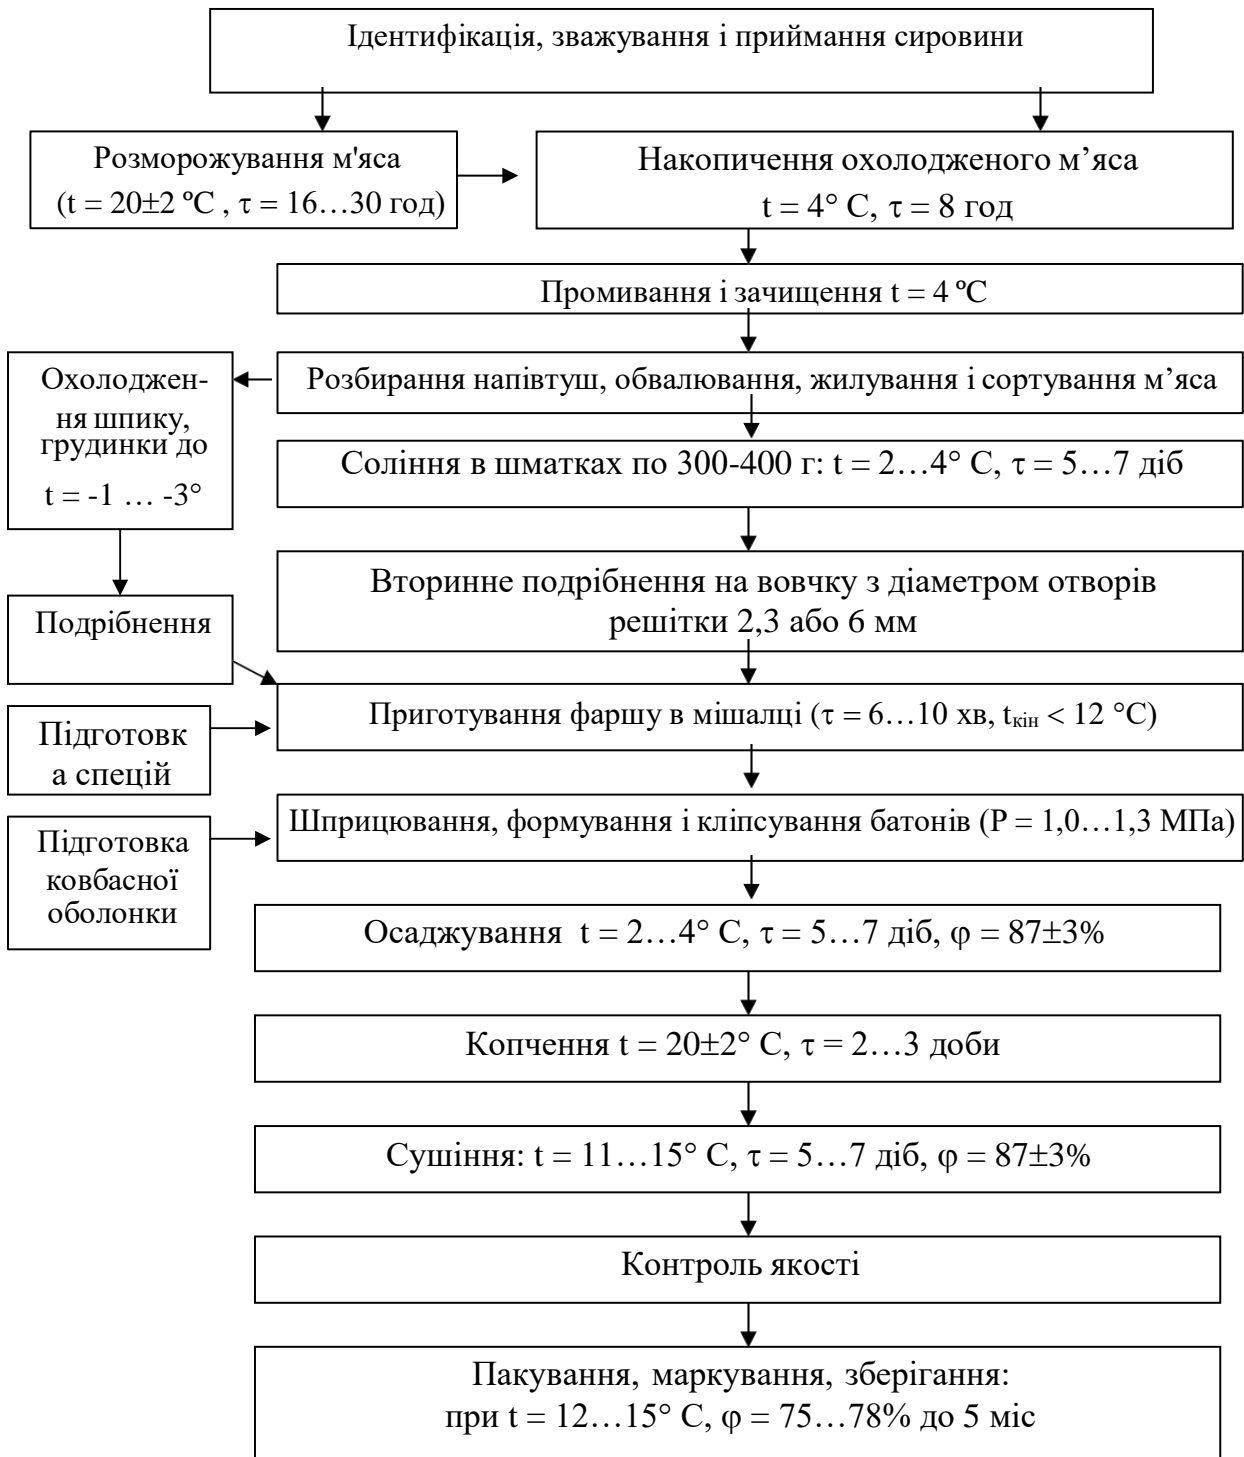 Ідентифікація, зважування і приймання сировини
Розморожування м'яса
(t = 20±2 ºC , τ = 16…30 год)
Накопичення охолодженого м’яса
t = 4° C, τ = 8 год
Промивання і зачищення t = 4 ºC
Охолоджен-
ня шпику,
грудинки до
t = -1 … -3°
Розбирання напівтуш, обвалювання, жилування і сортування м’яса
Соління в шматках по 300-400 г: t = 2…4° C, τ = 5…7 діб
Вторинне подрібнення на вовчку з діаметром отворів
решітки 2,3 або 6 мм
Подрібнення
Приготування фаршу в мішалці (τ = 6…10 хв, tкін < 12 °C)
Підготовк
а спецій
Шприцювання, формування і кліпсування батонів (P = 1,0…1,3 МПа)
Підготовка
ковбасної
оболонки
Осаджування t = 2…4° C, τ = 5…7 діб, φ = 87±3%
Копчення t = 20±2° C, τ = 2…3 доби
Сушіння: t = 11…15° C, τ = 5…7 діб, φ = 87±3%
Контроль якості
Пакування, маркування, зберігання:
при t = 12…15° C, φ = 75…78% до 5 міс